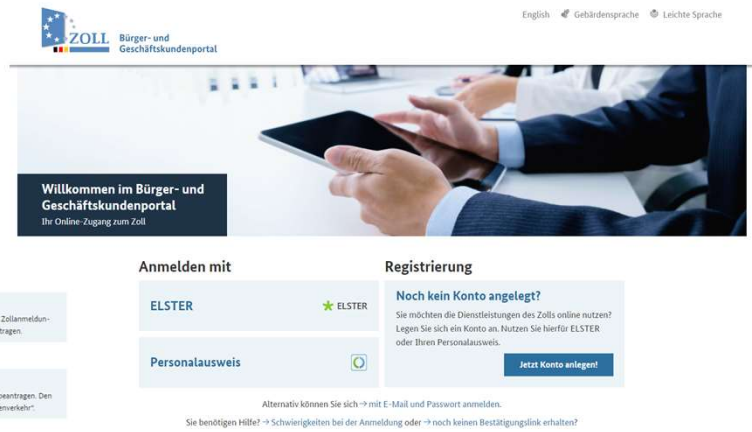 English Gebärdensprache Leichte Sprache
ZOLL
Bürger- und
Geschäftskundenportal
Willkommen im Bürger- und
Geschäftskundenportal
Ihr Online-Zugang zum Zoll
Zollanmeldun-
tragen.
beantragen. Den
enverkehr".
Anmelden mit
ELSTER
ELSTER
Personalausweis
Registrierung
Noch kein Konto angelegt?
Sie möchten die Dienstleistungen des Zolls online nutzen?
Legen Sie sich ein Konto an. Nutzen Sie hierfür ELSTER
oder Ihren Personalausweis.
Jetzt Konto anlegen!
Alternativ können Sie sich → mit E-Mail und Passwort anmelden.
Sie benötigen Hilfe? → Schwierigkeiten bei der Anmeldung oder → noch keinen Bestätigungslink erhalten?